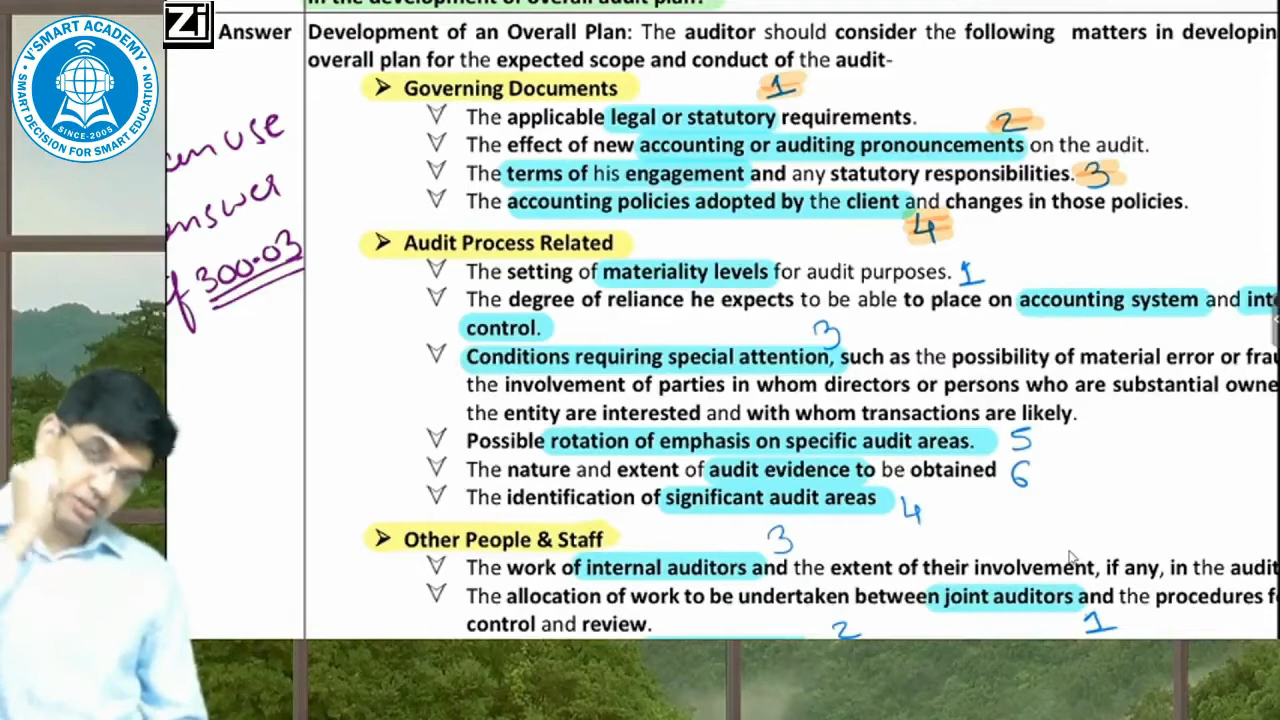 in the development of overall audit plan?
V'SMART ACADEMY
SINCE-2005
SMART DECISION FOR SMART EDUCATION
Zi
Answer
Development of an Overall Plan: The auditor should consider the following matters in developin
overall plan for the expected scope and conduct of the audit-
Governing Documents 1
The applicable legal or statutory requirements. 2
The effect of new accounting or auditing pronouncements on the audit.
The terms of his engagement and any statutory responsibilities. 3
The accounting policies adopted by the client and changes in those policies.
4
use
answer
300.03
Audit Process Related
The setting of materiality levels for audit purposes. 1
The degree of reliance he expects to be able to place on accounting system and int
control. 3
Conditions requiring special attention, such as the possibility of material error or frau
the involvement of parties in whom directors or persons who are substantial owne
the entity are interested and with whom transactions are likely.
Possible rotation of emphasis on specific audit areas. 5
The nature and extent of audit evidence to be obtained 6
The identification of significant audit areas 4
Other People & Staff 3
The work of internal auditors and the extent of their involvement, if any, in the audit
The allocation of work to be undertaken between joint auditors and the procedures f
control and review. 2 1